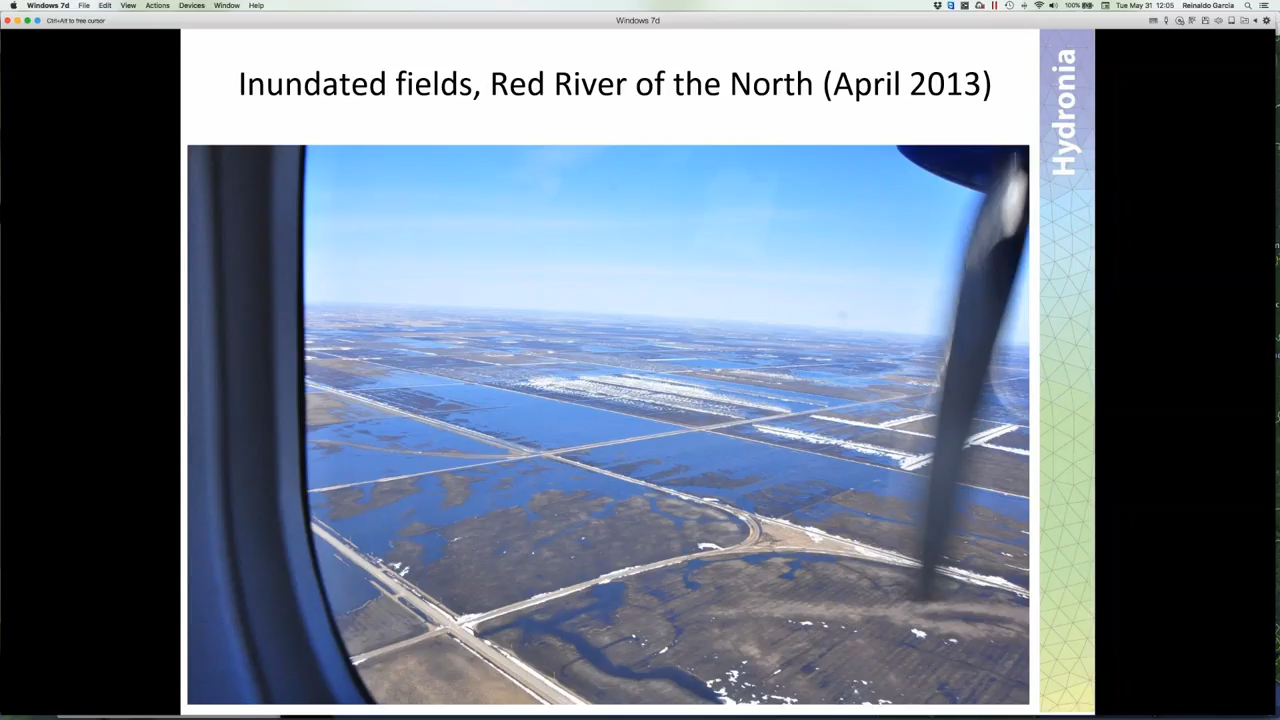 Windows 7d File Edit View Actions Devices Window Help
100% Tue May 31 12:05 Reinaldo Garcia
Ctrl+Alt to free cursor
Windows 7d
Inundated fields, Red River of the North (April 2013)
Hydronia